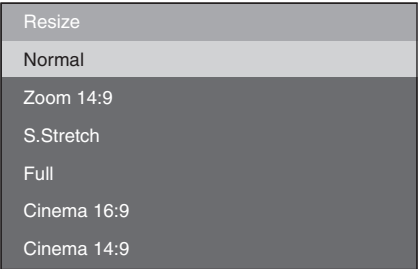 Resize
Normal
Zoom 14:9
S.Stretch
Full
Cinema 16:9
Cinema 14:9